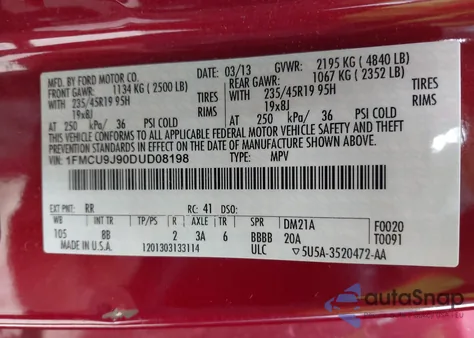 MFD. BY FORD MOTOR CO.
03/13 GVWR: 2195 KG ( 4840 LB)
FRONT GAWR: 1134 KG ( 2500 LB)
REAR GAWR: 1067 KG ( 2352 LB)
WITH 235/45R19 95H TIRES
WITH 235/45R19 95H TIRES
19x8J RIMS
19x8J RIMS
AT 250 kPa/ 36 PSI COLD
AT 250 kPa/ 36 PSI COLD
THIS VEHICLE CONFORMS TO ALL APPLICABLE FEDERAL MOTOR VEHICLE SAFETY AND THEFT
PREVENTION STANDARDS IN EFFECT ON THE DATE OF MANUFACTURE SHOWN ABOVE.
VIN: 1FMCU9J90DUD08198 TYPE: MPV
EXT PNT: RR RC: 41 DSO:
WB INT TR TP/PS R AXLE TR SPR DM21A F0020
105 8B 2 3A 6 BBBB 20A T0091
MADE IN U.S.A. 1201303133114 ULC 5U5A-3520472-AA
autoSnap